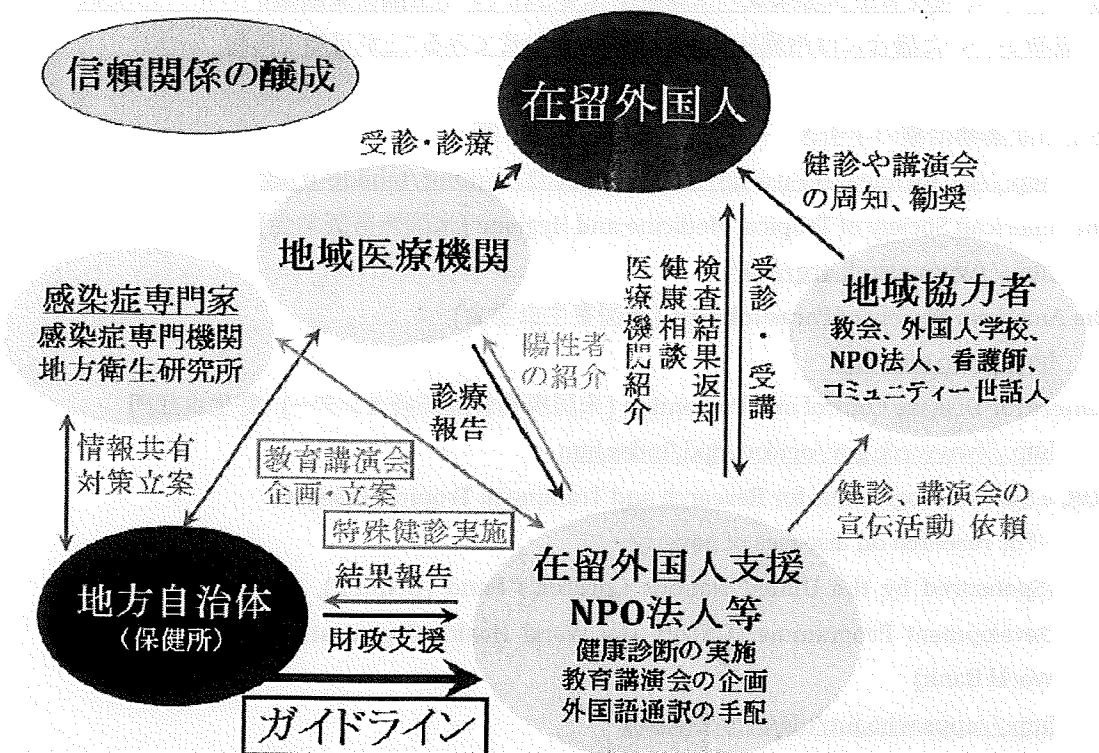 信頼関係の醸成
在留外国人
受診・診療
健診や講演会
の周知、勧奨
地域医療機関
感染症専門家
感染症専門機関
地方衛生研究所
検査結果返却
健康相談
医療機関紹介
受診・受講
地域協力者
教会、外国人学校、
NPO法人、看護師、
コミュニティー世話人
陽性者
の紹介
診療
報告
情報共有
対策立案
教育講演会
企画・立案
特殊健診実施
健診、講演会の
宣伝活動 依頼
地方自治体
(保健所)
結果報告
財政支援
在留外国人支援
NPO法人等
健康診断の実施
教育講演会の企画
外国語通訳の手配
ガイドライン